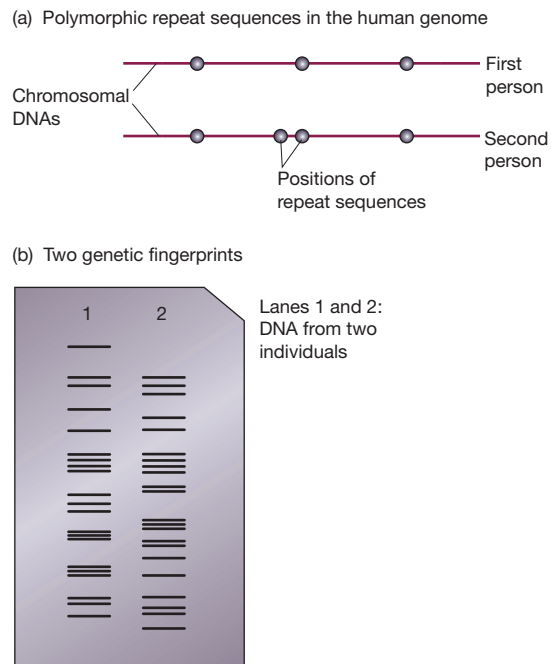 (a) Polymorphic repeat sequences in the human genome
First
person
Chromosomal
DNAs
Second
person
Positions of
repeat sequences
(b) Two genetic fingerprints
1 2
Lanes 1 and 2:
DNA from two
individuals